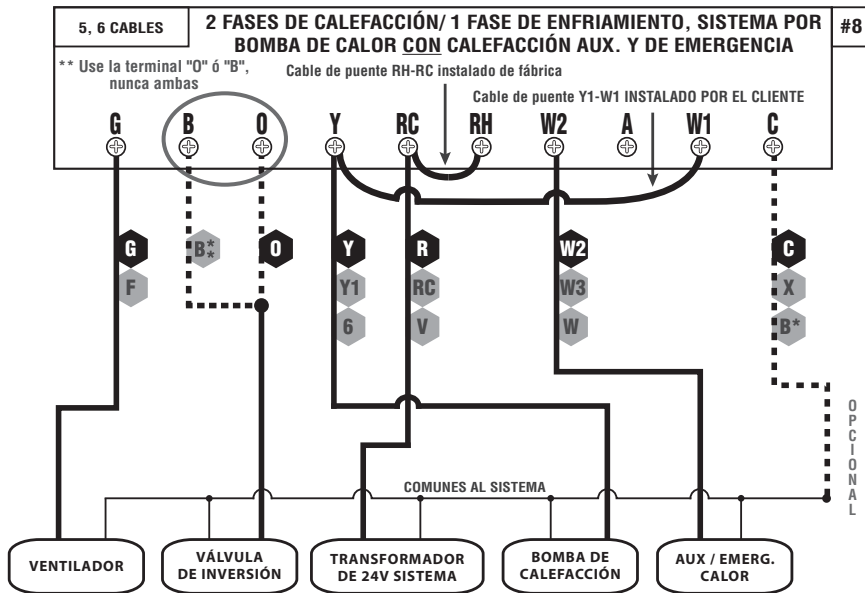 5, 6 CABLES
2 FASES DE CALEFACCIÓN/ 1 FASE DE ENFRIAMIENTO, SISTEMA POR
BOMBA DE CALOR CON CALEFACCIÓN AUX. Y DE EMERGENCIA
#8
** Use la terminal "O" ó "B",
nunca ambas
Cable de puente RH-RC instalado de fábrica
Cable de puente Y1-W1 INSTALADO POR EL CLIENTE
G B O Y RC RH W2 A W1 C
G B** O Y R W2 C
F Y1 RC W3 X
6 V W B*
OPCIONAL
COMUNES AL SISTEMA
VENTILADOR
VÁLVULA
DE INVERSIÓN
TRANSFORMADOR
DE 24V SISTEMA
BOMBA DE
CALEFACCIÓN
AUX / EMERG.
CALOR